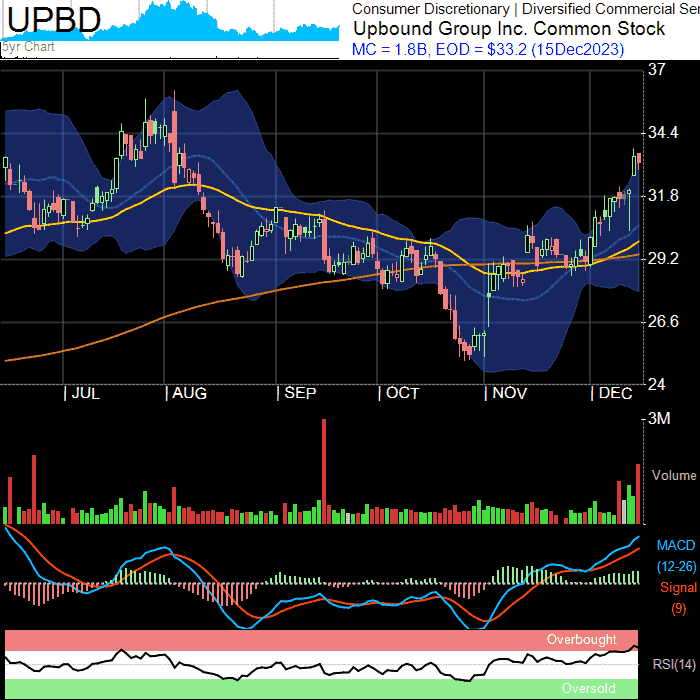 UPBD
5yr Chart
Consumer Discretionary | Diversified Commercial Ser
Upbound Group Inc. Common Stock
MC = 1.8B, EOD = $33.2 (15Dec2023)
37
34.4
31.8
29.2
26.6
24
| JUL | AUG | SEP | OCT | NOV | DEC
3M
Volume
MACD
(12-26)
Signal
(9)
Overbought
RSI(14)
Oversold